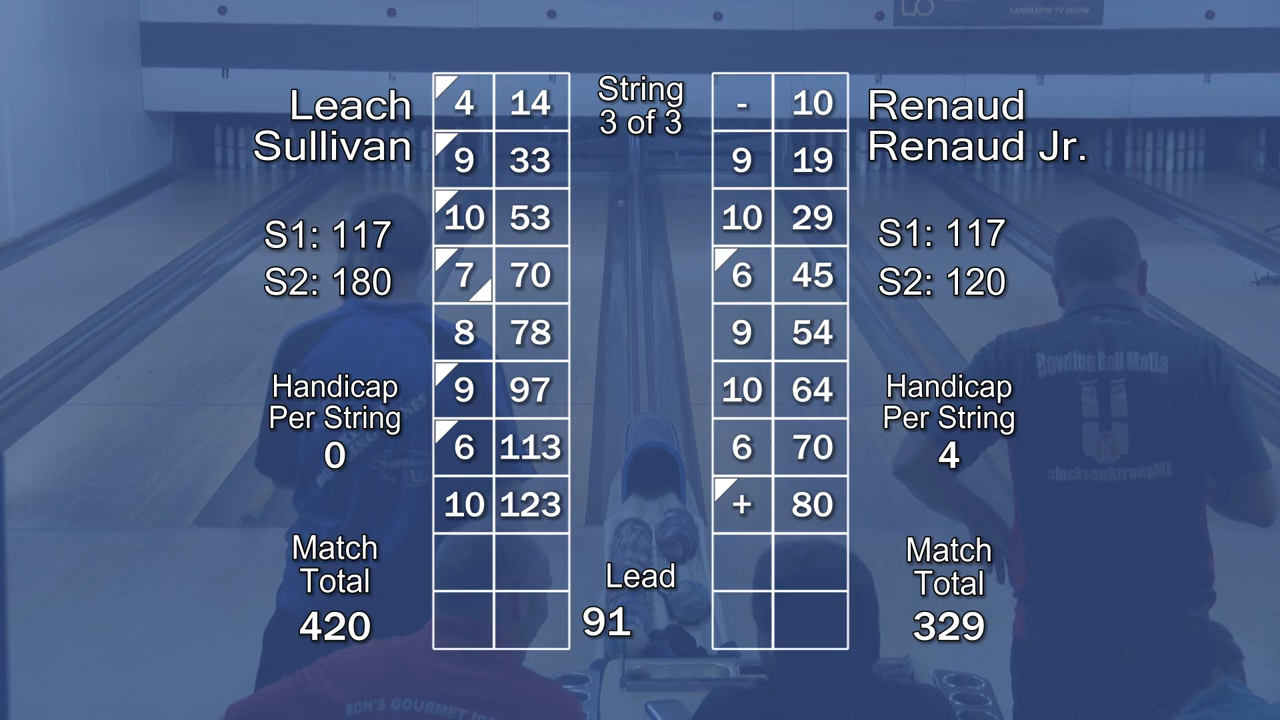 CANDLEPIN TV SHOW
Leach
Sullivan
S1: 117
S2: 180
Handicap
Per String
0
Match
Total
420
4 14
9 33
10 53
7 70
8 78
9 97
6 113
10 123
String
3 of 3
Lead
91
- 10
9 19
10 29
6 45
9 54
10 64
6 70
+ 80
Renaud
Renaud Jr.
S1: 117
S2: 120
Handicap
Per String
4
Match
Total
329
Bowling Ball Mafia
#JacksonStrongME
RON'S GOURMET